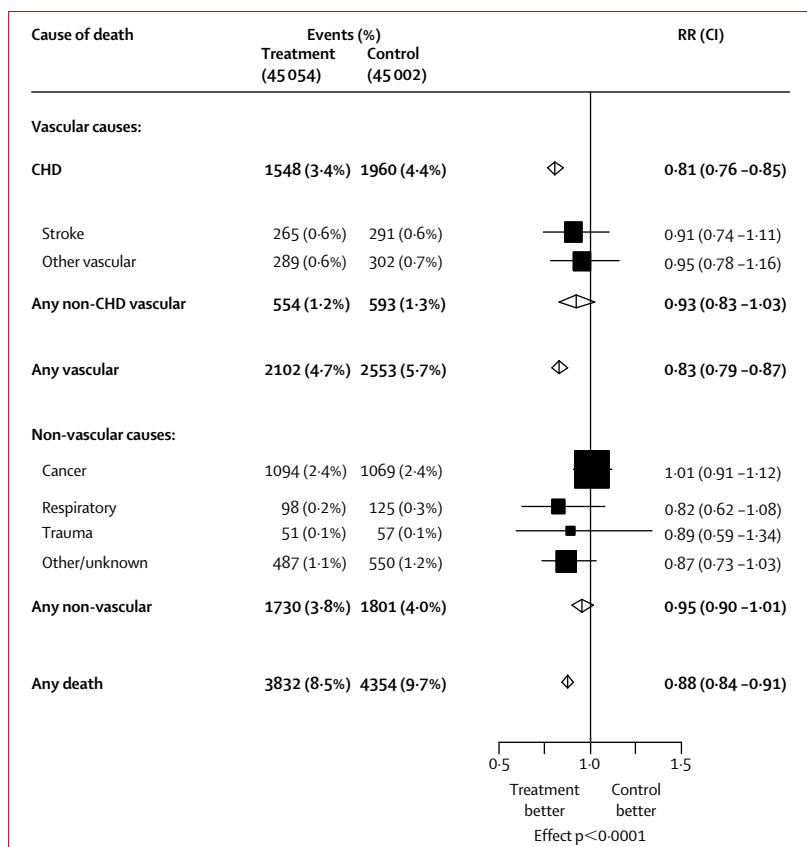 Cause of death Events (%) RR (CI)
Treatment Control
(45 054) (45 002)
Vascular causes:
CHD 1548 (3·4%) 1960 (4·4%) 0·81 (0·76 –0·85)
Stroke 265 (0·6%) 291 (0·6%) 0·91 (0·74 –1·11)
Other vascular 289 (0·6%) 302 (0·7%) 0·95 (0·78 –1·16)
Any non-CHD vascular 554 (1·2%) 593 (1·3%) 0·93 (0·83 –1·03)
Any vascular 2102 (4·7%) 2553 (5·7%) 0·83 (0·79 –0·87)
Non-vascular causes:
Cancer 1094 (2·4%) 1069 (2·4%) 1·01 (0·91 –1·12)
Respiratory 98 (0·2%) 125 (0·3%) 0·82 (0·62 –1·08)
Trauma 51 (0·1%) 57 (0·1%) 0·89 (0·59 –1·34)
Other/unknown 487 (1·1%) 550 (1·2%) 0·87 (0·73 –1·03)
Any non-vascular 1730 (3·8%) 1801 (4·0%) 0·95 (0·90 –1·01)
Any death 3832 (8·5%) 4354 (9·7%) 0·88 (0·84 –0·91)
0·5 1·0 1·5
Treatment Control
better better
Effect p<0·0001